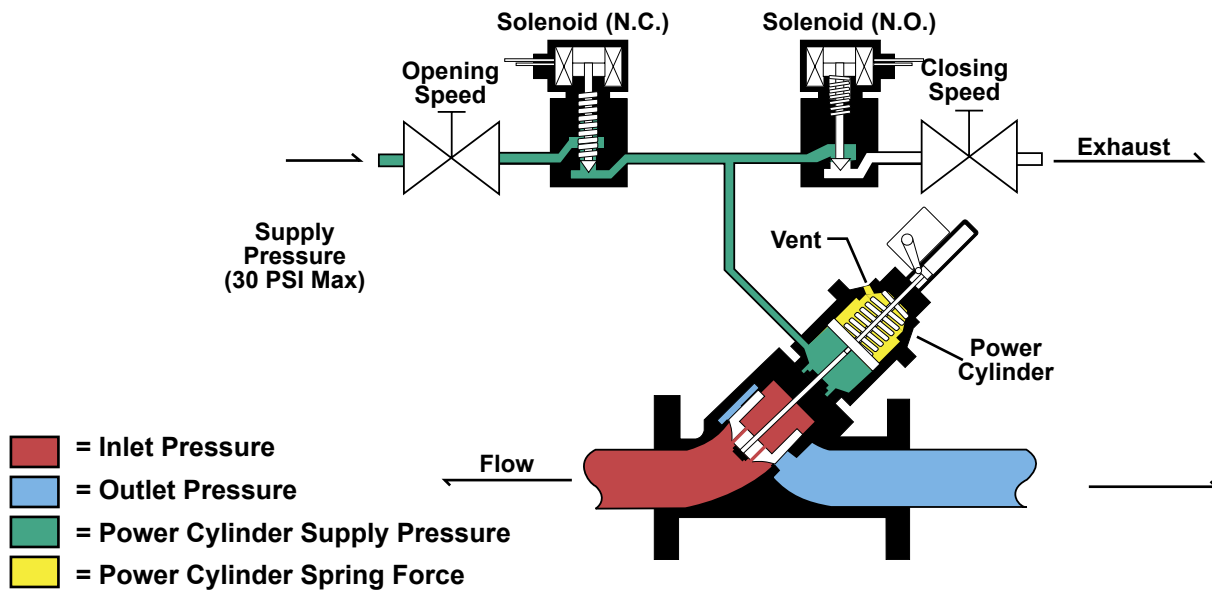 Solenoid (N.C.)
Solenoid (N.O.)
Opening
Speed
Closing
Speed
Exhaust
Supply
Pressure
(30 PSI Max)
Vent
Power
Cylinder
Flow
= Inlet Pressure
= Outlet Pressure
= Power Cylinder Supply Pressure
= Power Cylinder Spring Force